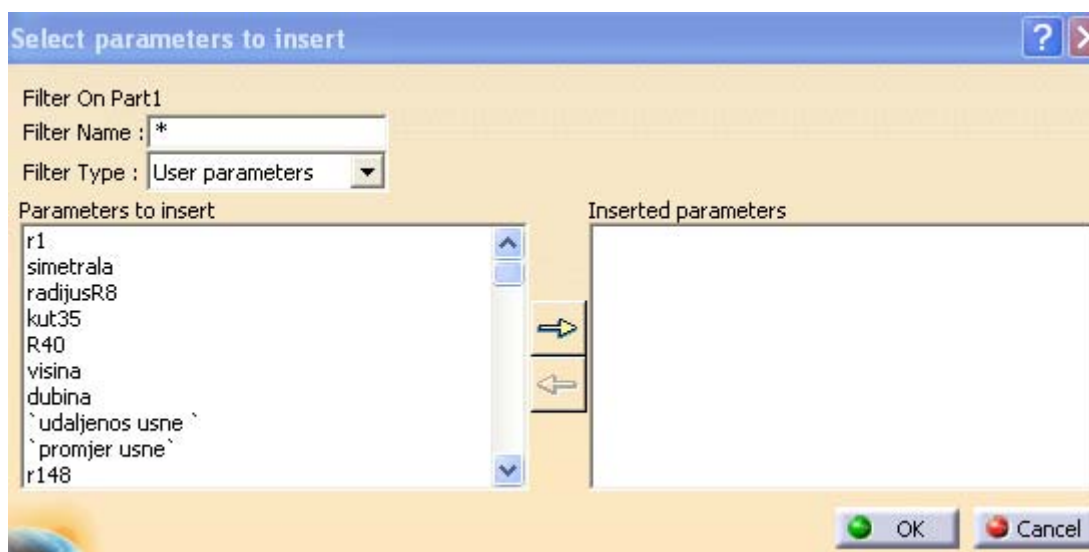 Select parameters to insert
Filter On Part1
Filter Name : *
Filter Type : User parameters
Parameters to insert
Inserted parameters
r1
simetrala
radijusR8
kut35
R40
visina
dubina
`udaljenos usne `
`promjer usne`
r148
OK
Cancel